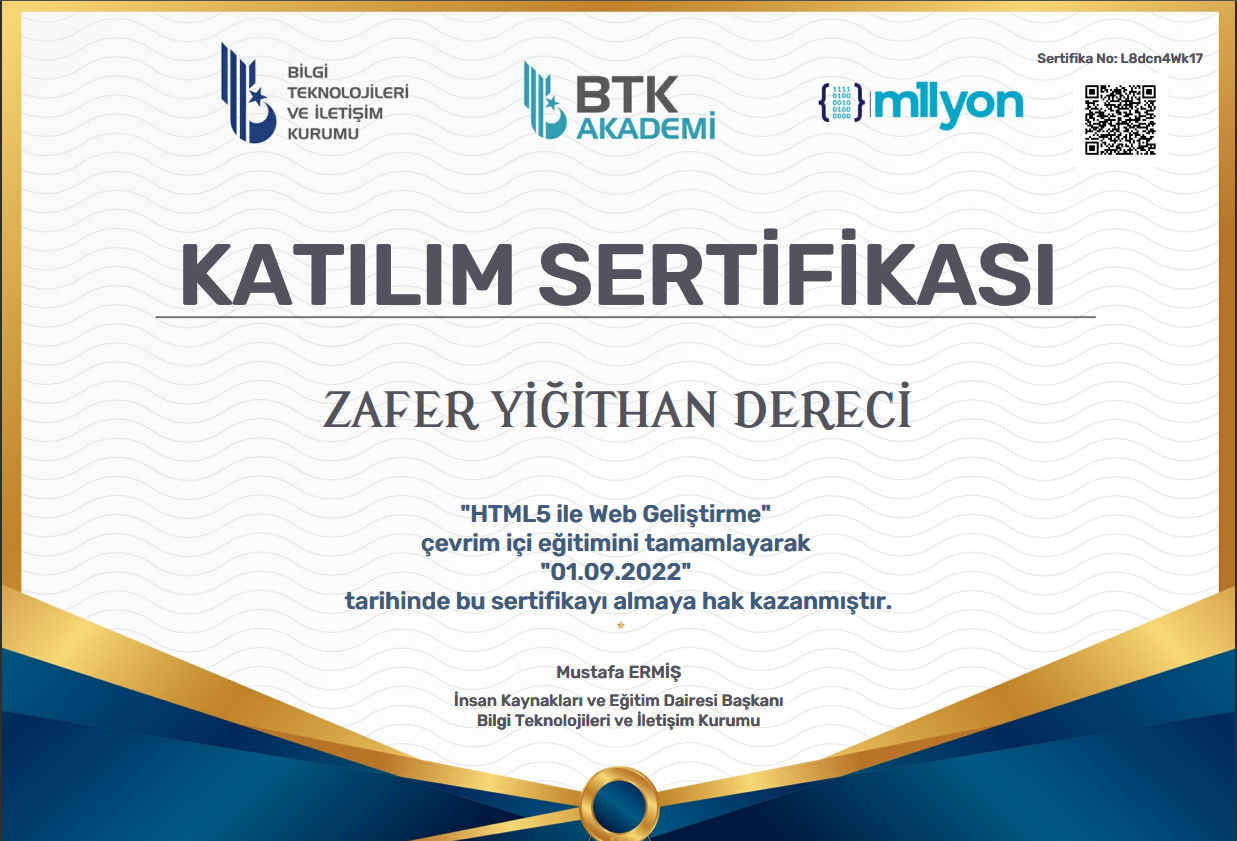 BİLGİ
TEKNOLOJİLERİ
VE İLETİŞİM
KURUMU
BTK
AKADEMİ
1111
0100
0010
0100
0000
m1lyon
Sertifika No: L8dcn4Wk17
KATILIM SERTİFİKASI
ZAFER YİĞİTHAN DERECİ
"HTML5 ile Web Geliştirme"
çevrim içi eğitimini tamamlayarak
"01.09.2022"
tarihinde bu sertifikayı almaya hak kazanmıştır.
Mustafa ERMİŞ
İnsan Kaynakları ve Eğitim Dairesi Başkanı
Bilgi Teknolojileri ve İletişim Kurumu